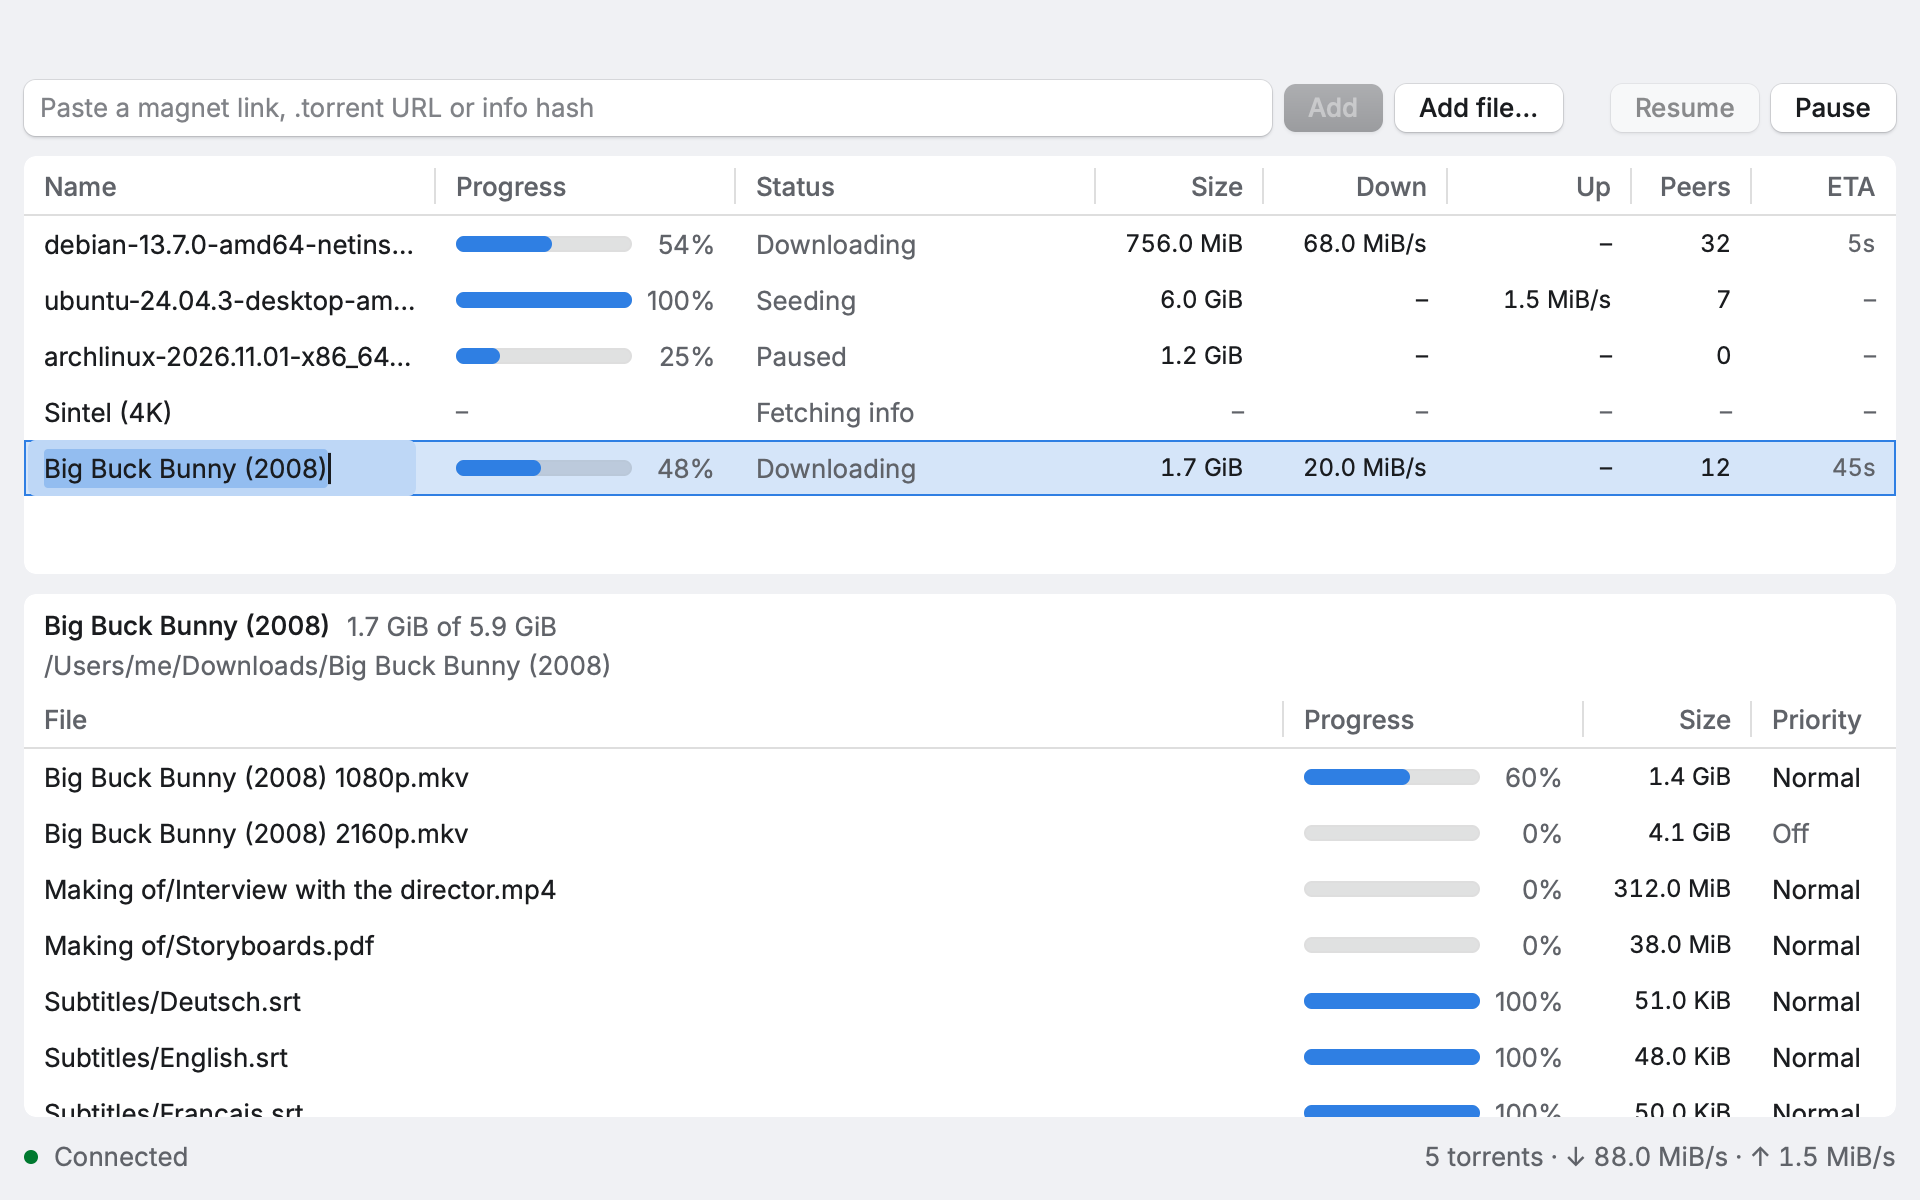 Paste a magnet link, .torrent URL or info hash Add Add file... Resume Pause
Name Progress Status Size Down Up Peers ETA
debian-13.7.0-amd64-netins... 54% Downloading 756.0 MiB 68.0 MiB/s – 32 5s
ubuntu-24.04.3-desktop-am... 100% Seeding 6.0 GiB – 1.5 MiB/s 7 –
archlinux-2026.11.01-x86_64... 25% Paused 1.2 GiB – – 0 –
Sintel (4K) – Fetching info – – – – –
Big Buck Bunny (2008) 48% Downloading 1.7 GiB 20.0 MiB/s – 12 45s
Big Buck Bunny (2008) 1.7 GiB of 5.9 GiB
/Users/me/Downloads/Big Buck Bunny (2008)
File Progress Size Priority
Big Buck Bunny (2008) 1080p.mkv 60% 1.4 GiB Normal
Big Buck Bunny (2008) 2160p.mkv 0% 4.1 GiB Off
Making of/Interview with the director.mp4 0% 312.0 MiB Normal
Making of/Storyboards.pdf 0% 38.0 MiB Normal
Subtitles/Deutsch.srt 100% 51.0 KiB Normal
Subtitles/English.srt 100% 48.0 KiB Normal
Subtitles/Français.srt 100% 50.0 KiB Normal
Connected 5 torrents · ↓ 88.0 MiB/s · ↑ 1.5 MiB/s